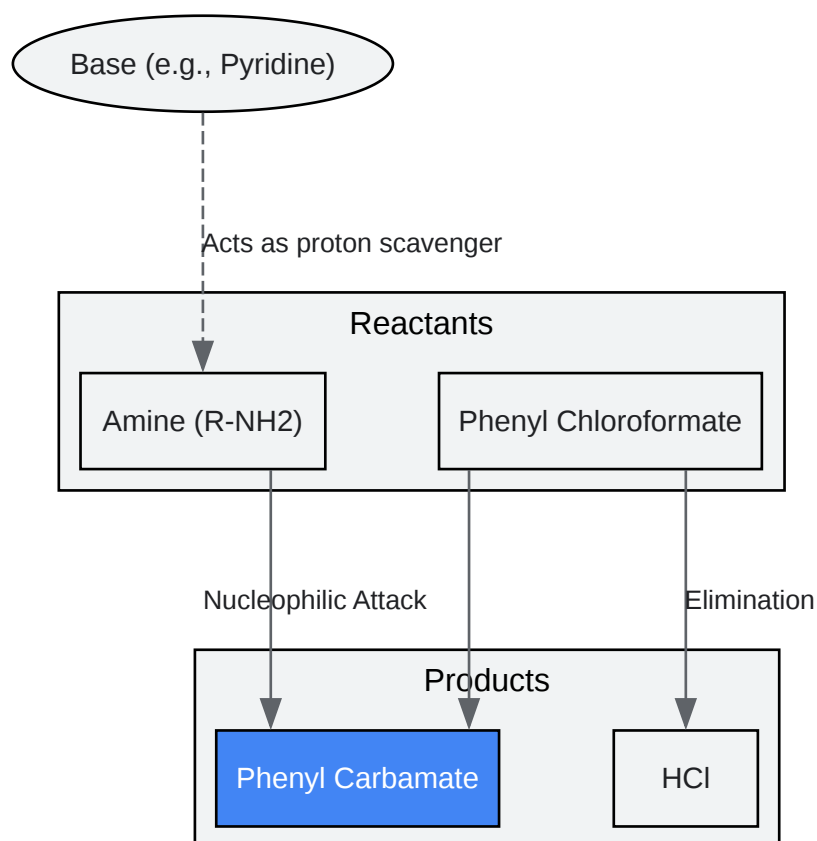 Base (e.g., Pyridine)
Acts as proton scavenger
Reactants
Amine (R-NH2)
Phenyl Chloroformate
Nucleophilic Attack
Elimination
Products
Phenyl Carbamate
HCl